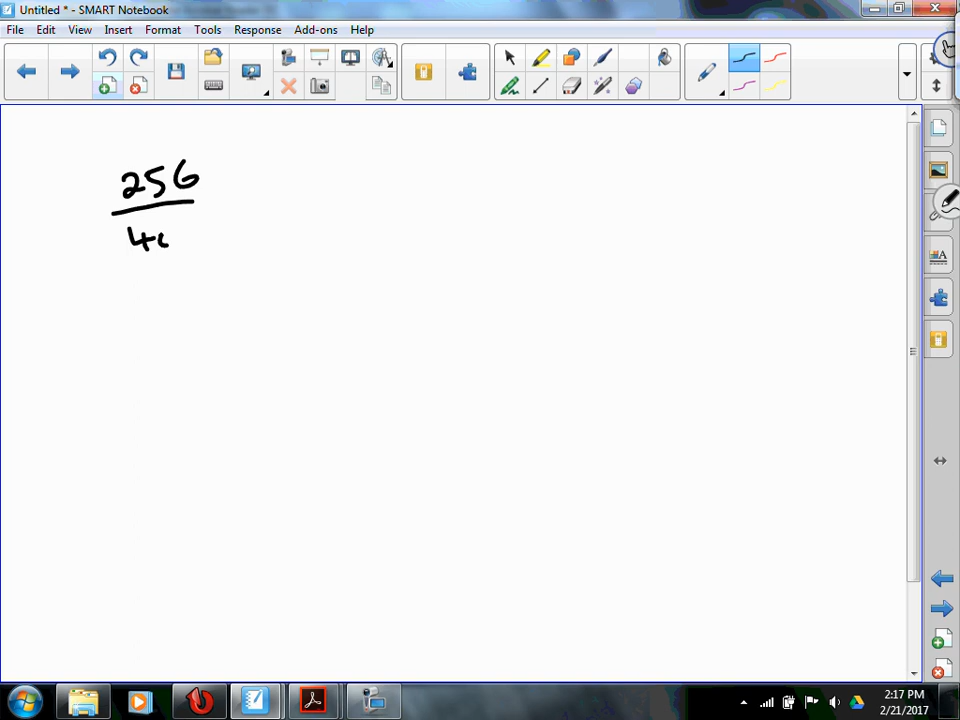 Untitled * - SMART Notebook
File Edit View Insert Format Tools Response Add-ons Help
256
2:17 PM
2/21/2017